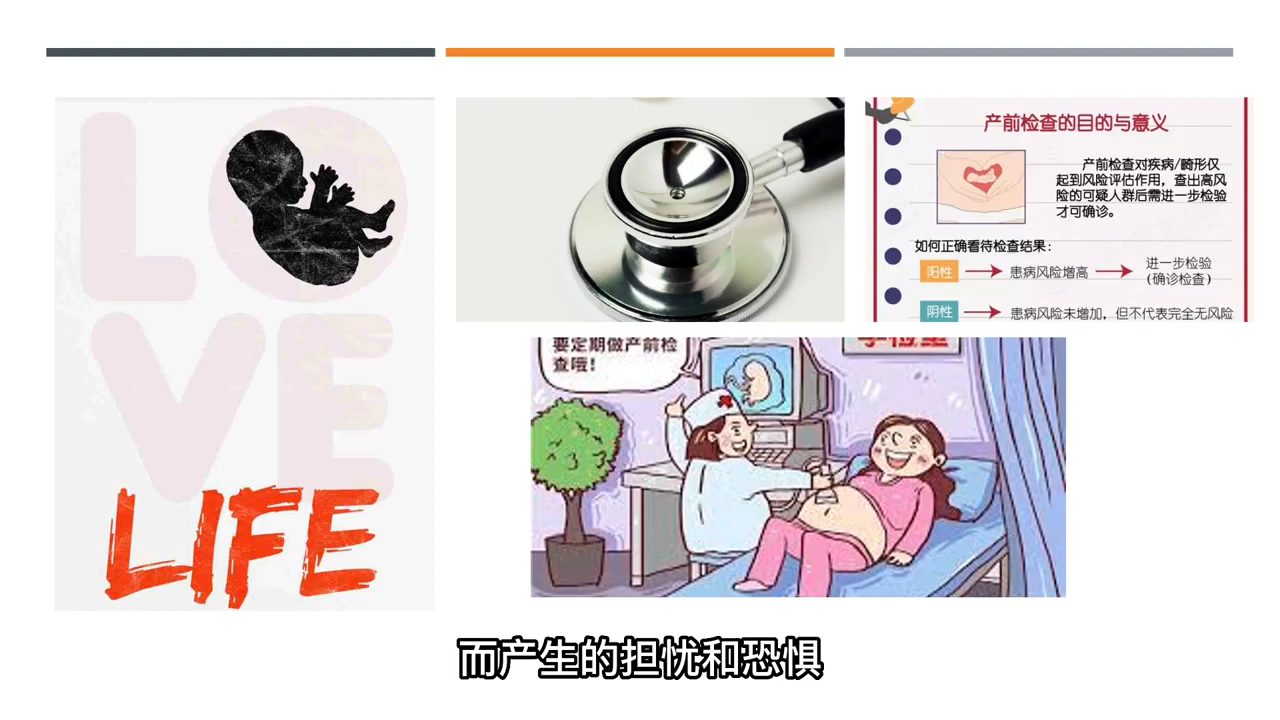 LO
VE
LIFE
产前检查的目的与意义
产前检查对疾病/畸形仅
起到风险评估作用，查出高风
险的可疑人群后需进一步检验
才可确诊。
如何正确看待检查结果：
阳性
患病风险增高
进一步检验
(确诊检查)
阴性
患病风险未增加，但不代表完全无风险
要定期做产前检
查哦！
而产生的担忧和恐惧